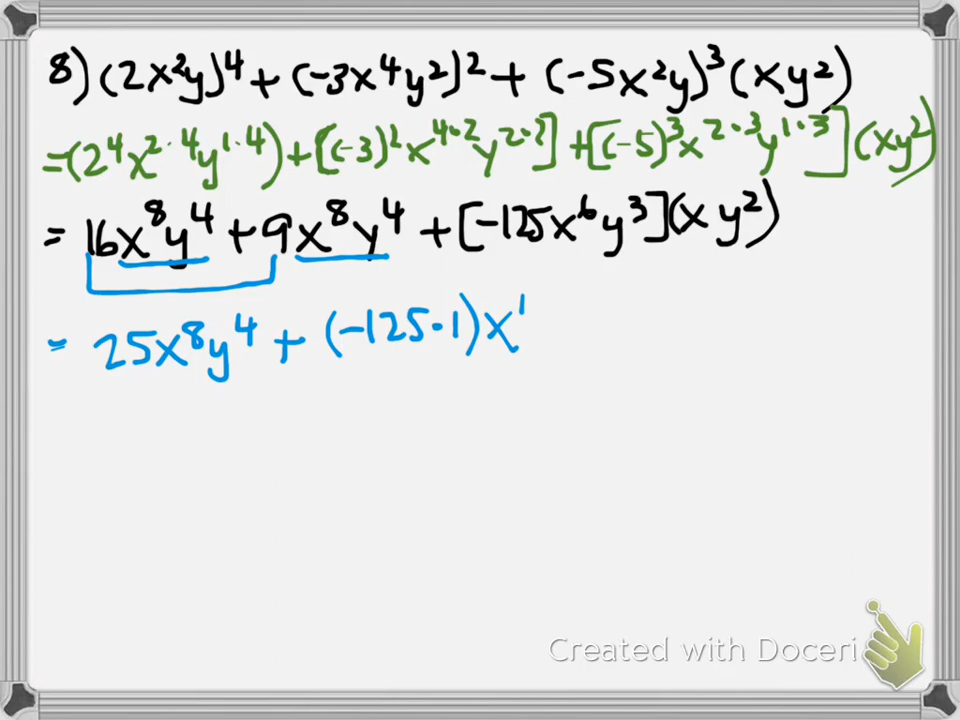 8) (2x²y)⁴ + (-3x⁴y²)² + (-5x²y)³(xy²)
= (2⁴x²·⁴y¹·⁴) + [(-3)²x⁴·²y²·²] + [(-5)³x²·³y¹·³](xy²)
= 16x⁸y⁴ + 9x⁸y⁴ + [-125x⁶y³](xy²)
= 25x⁸y⁴ + (-125·1)x¹
Created with Doceri